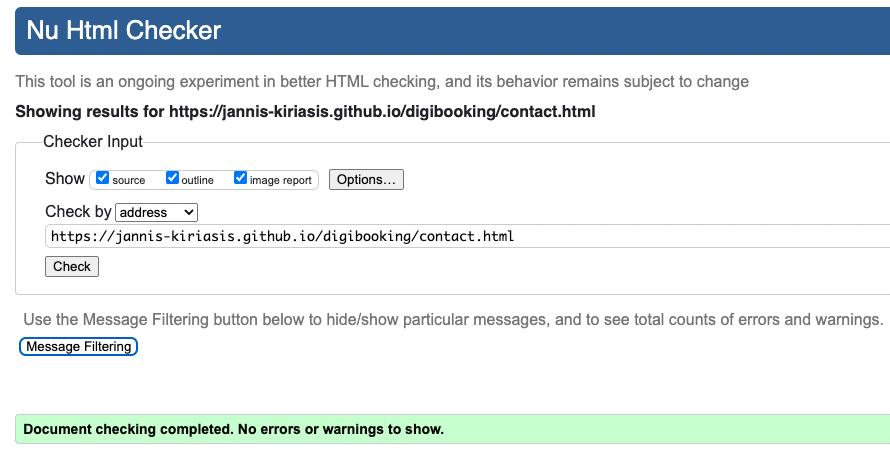 Nu Html Checker
This tool is an ongoing experiment in better HTML checking, and its behavior remains subject to change
Showing results for https://jannis-kiriasis.github.io/digibooking/contact.html
Checker Input
Show source outline image report Options...
Check by address
https://jannis-kiriasis.github.io/digibooking/contact.html
Check
Use the Message Filtering button below to hide/show particular messages, and to see total counts of errors and warnings.
Message Filtering
Document checking completed. No errors or warnings to show.